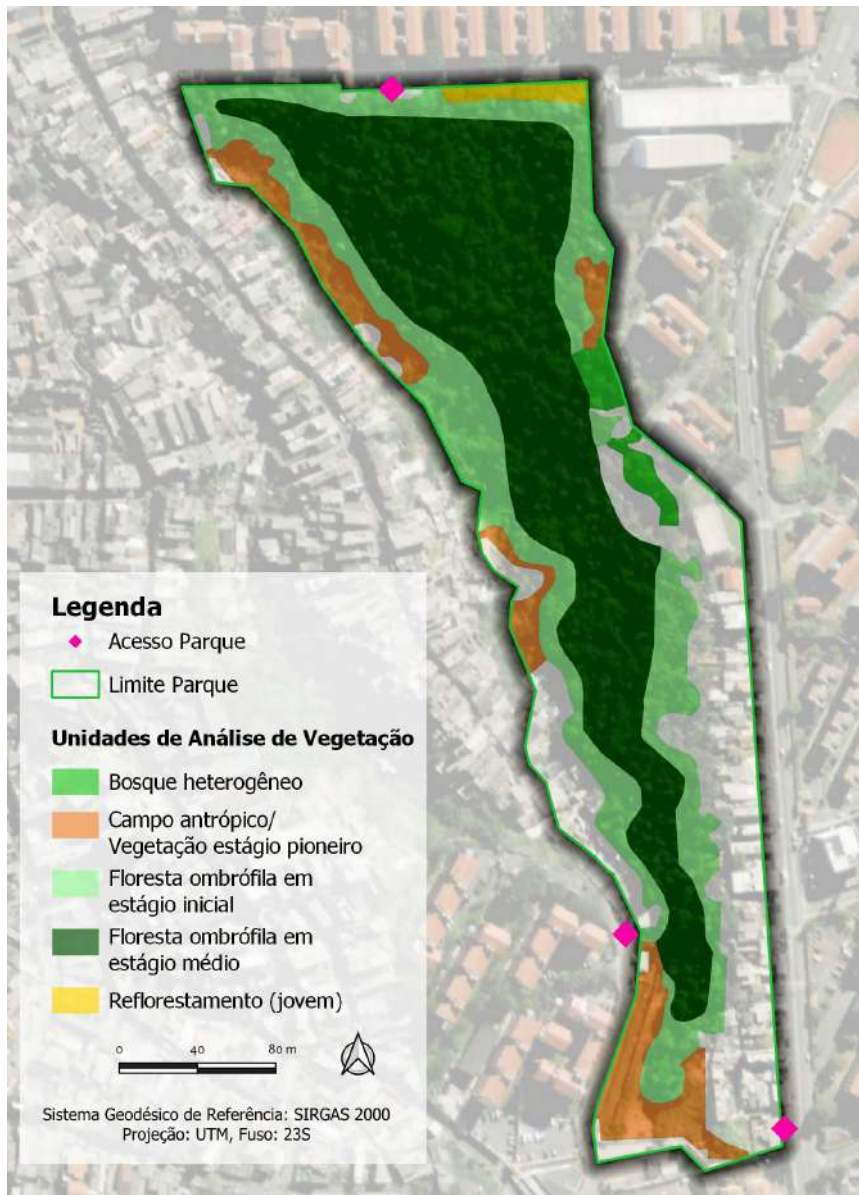 Legenda
Acesso Parque
Limite Parque
Unidades de Análise de Vegetação
Bosque heterogêneo
Campo antrópico/
Vegetação estágio pioneiro
Floresta ombrófila em
estágio inicial
Floresta ombrófila em
estágio médio
Reflorestamento (jovem)
0 40 80 m
Sistema Geodésico de Referência: SIRGAS 2000
Projeção: UTM, Fuso: 23S